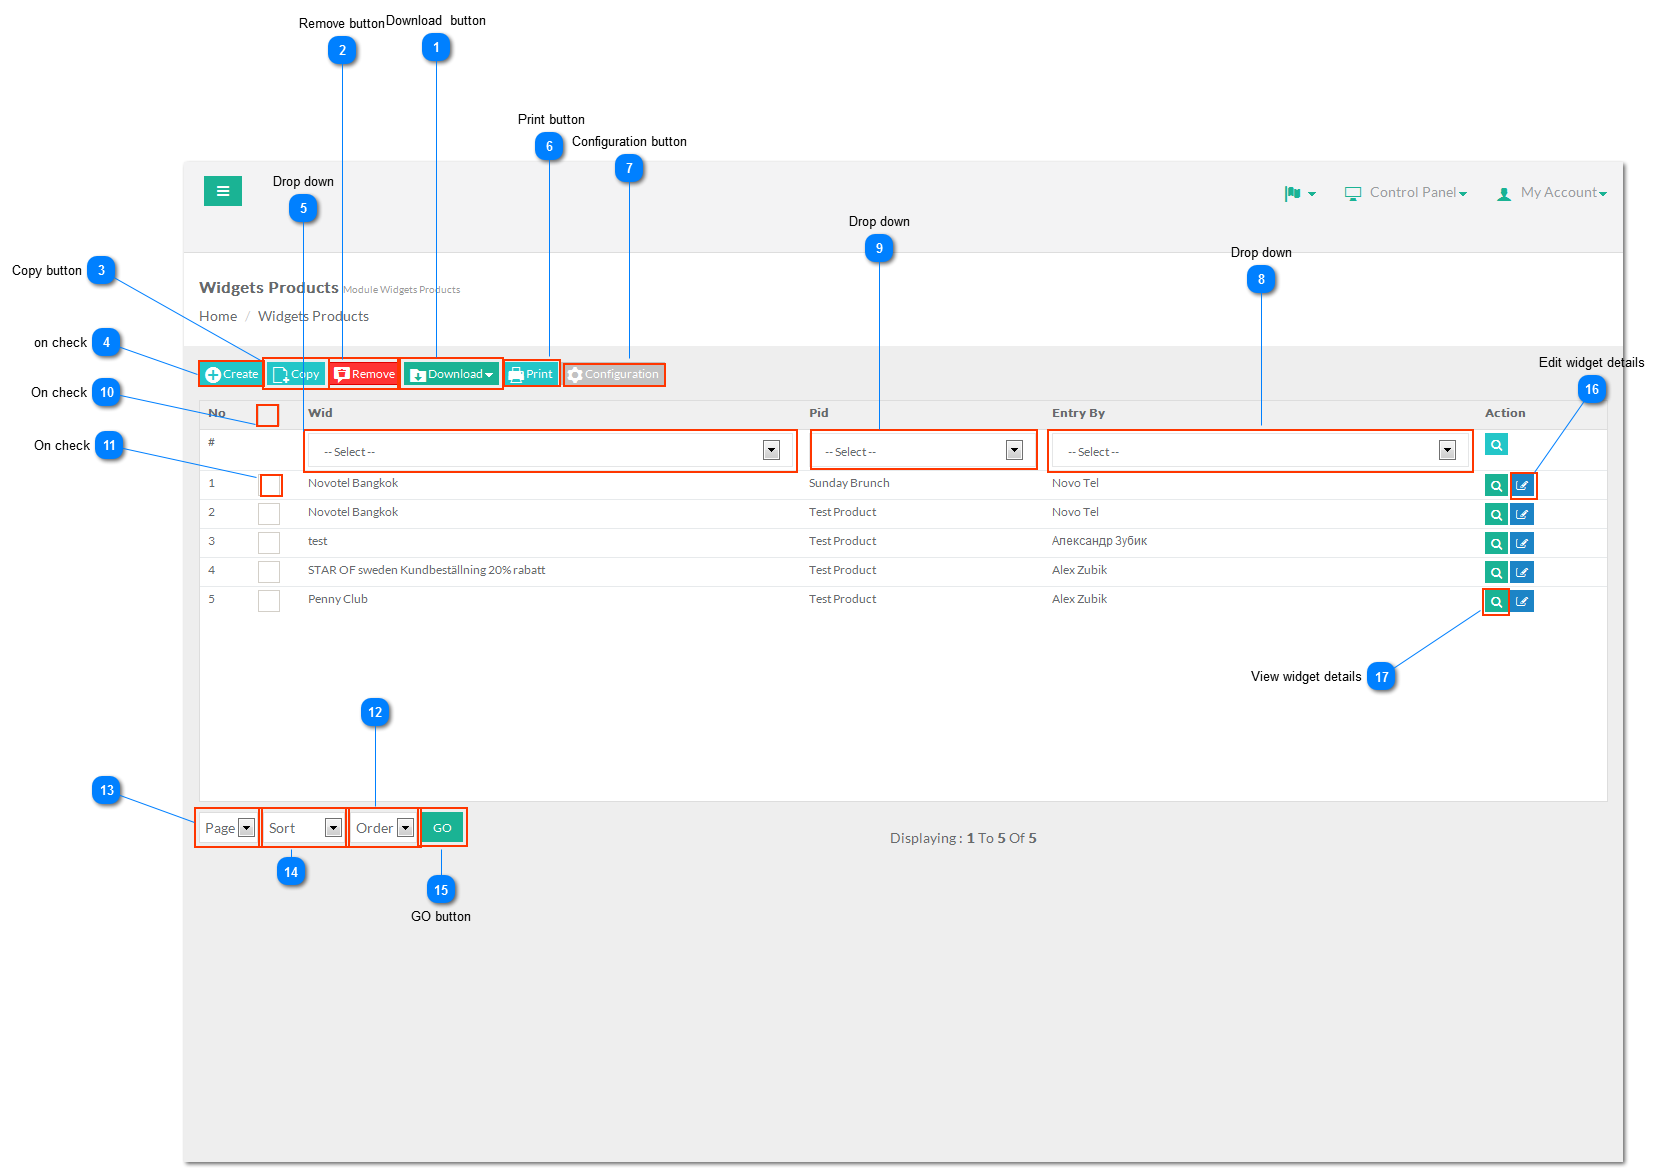 Remove button
Download  button
2
1
Print button
6
Configuration button
7
Drop down
5
Control Panel
My Account
Drop down
9
Drop down
8
Copy button
3
Widgets Products Module Widgets Products
Home / Widgets Products
on check
4
Create
Copy
Remove
Download
Print
Configuration
Edit widget details
16
On check
10
No
Wid
Pid
Entry By
Action
On check
11
#
-- Select --
-- Select --
-- Select --
1 Novotel Bangkok Sunday Brunch Novo Tel
2 Novotel Bangkok Test Product Novo Tel
3 test Test Product Александр Зубик
4 STAR OF sweden Kundbeställning 20% rabatt Test Product Alex Zubik
5 Penny Club Test Product Alex Zubik
View widget details
17
12
13
Page
Sort
Order
GO
Displaying : 1 To 5 Of 5
14
15
GO button